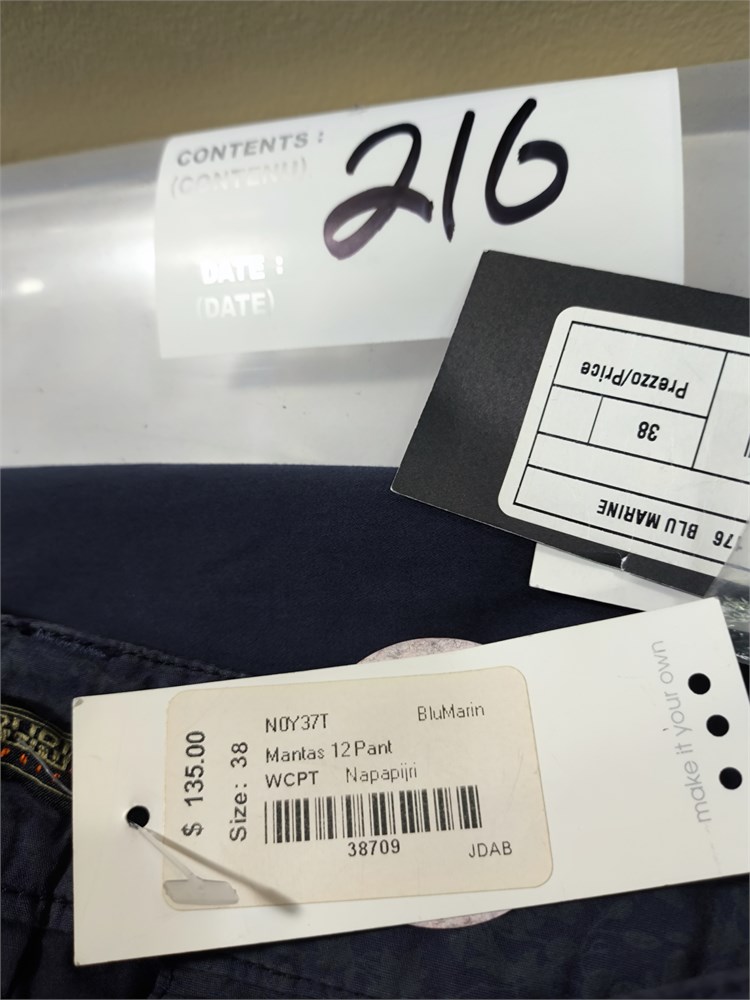 CONTENTS :
(CONTENU)
216
DATE :
(DATE)
Prezzo/Price
38
76 BLU MARINE
make it your own
$ 135.00
Size: 38
N0Y37T BluMarin
Mantas 12 Pant
WCPT Napapijri
38709 JDAB